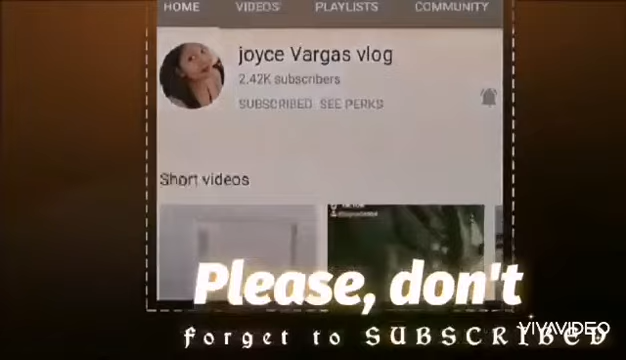 HOME VIDEOS PLAYLISTS COMMUNITY
joyce Vargas vlog
2.42K subscribers
SUBSCRIBED SEE PERKS
Short videos
Please, don't
forget to SUBSCRIBED
VIVAVIDEO